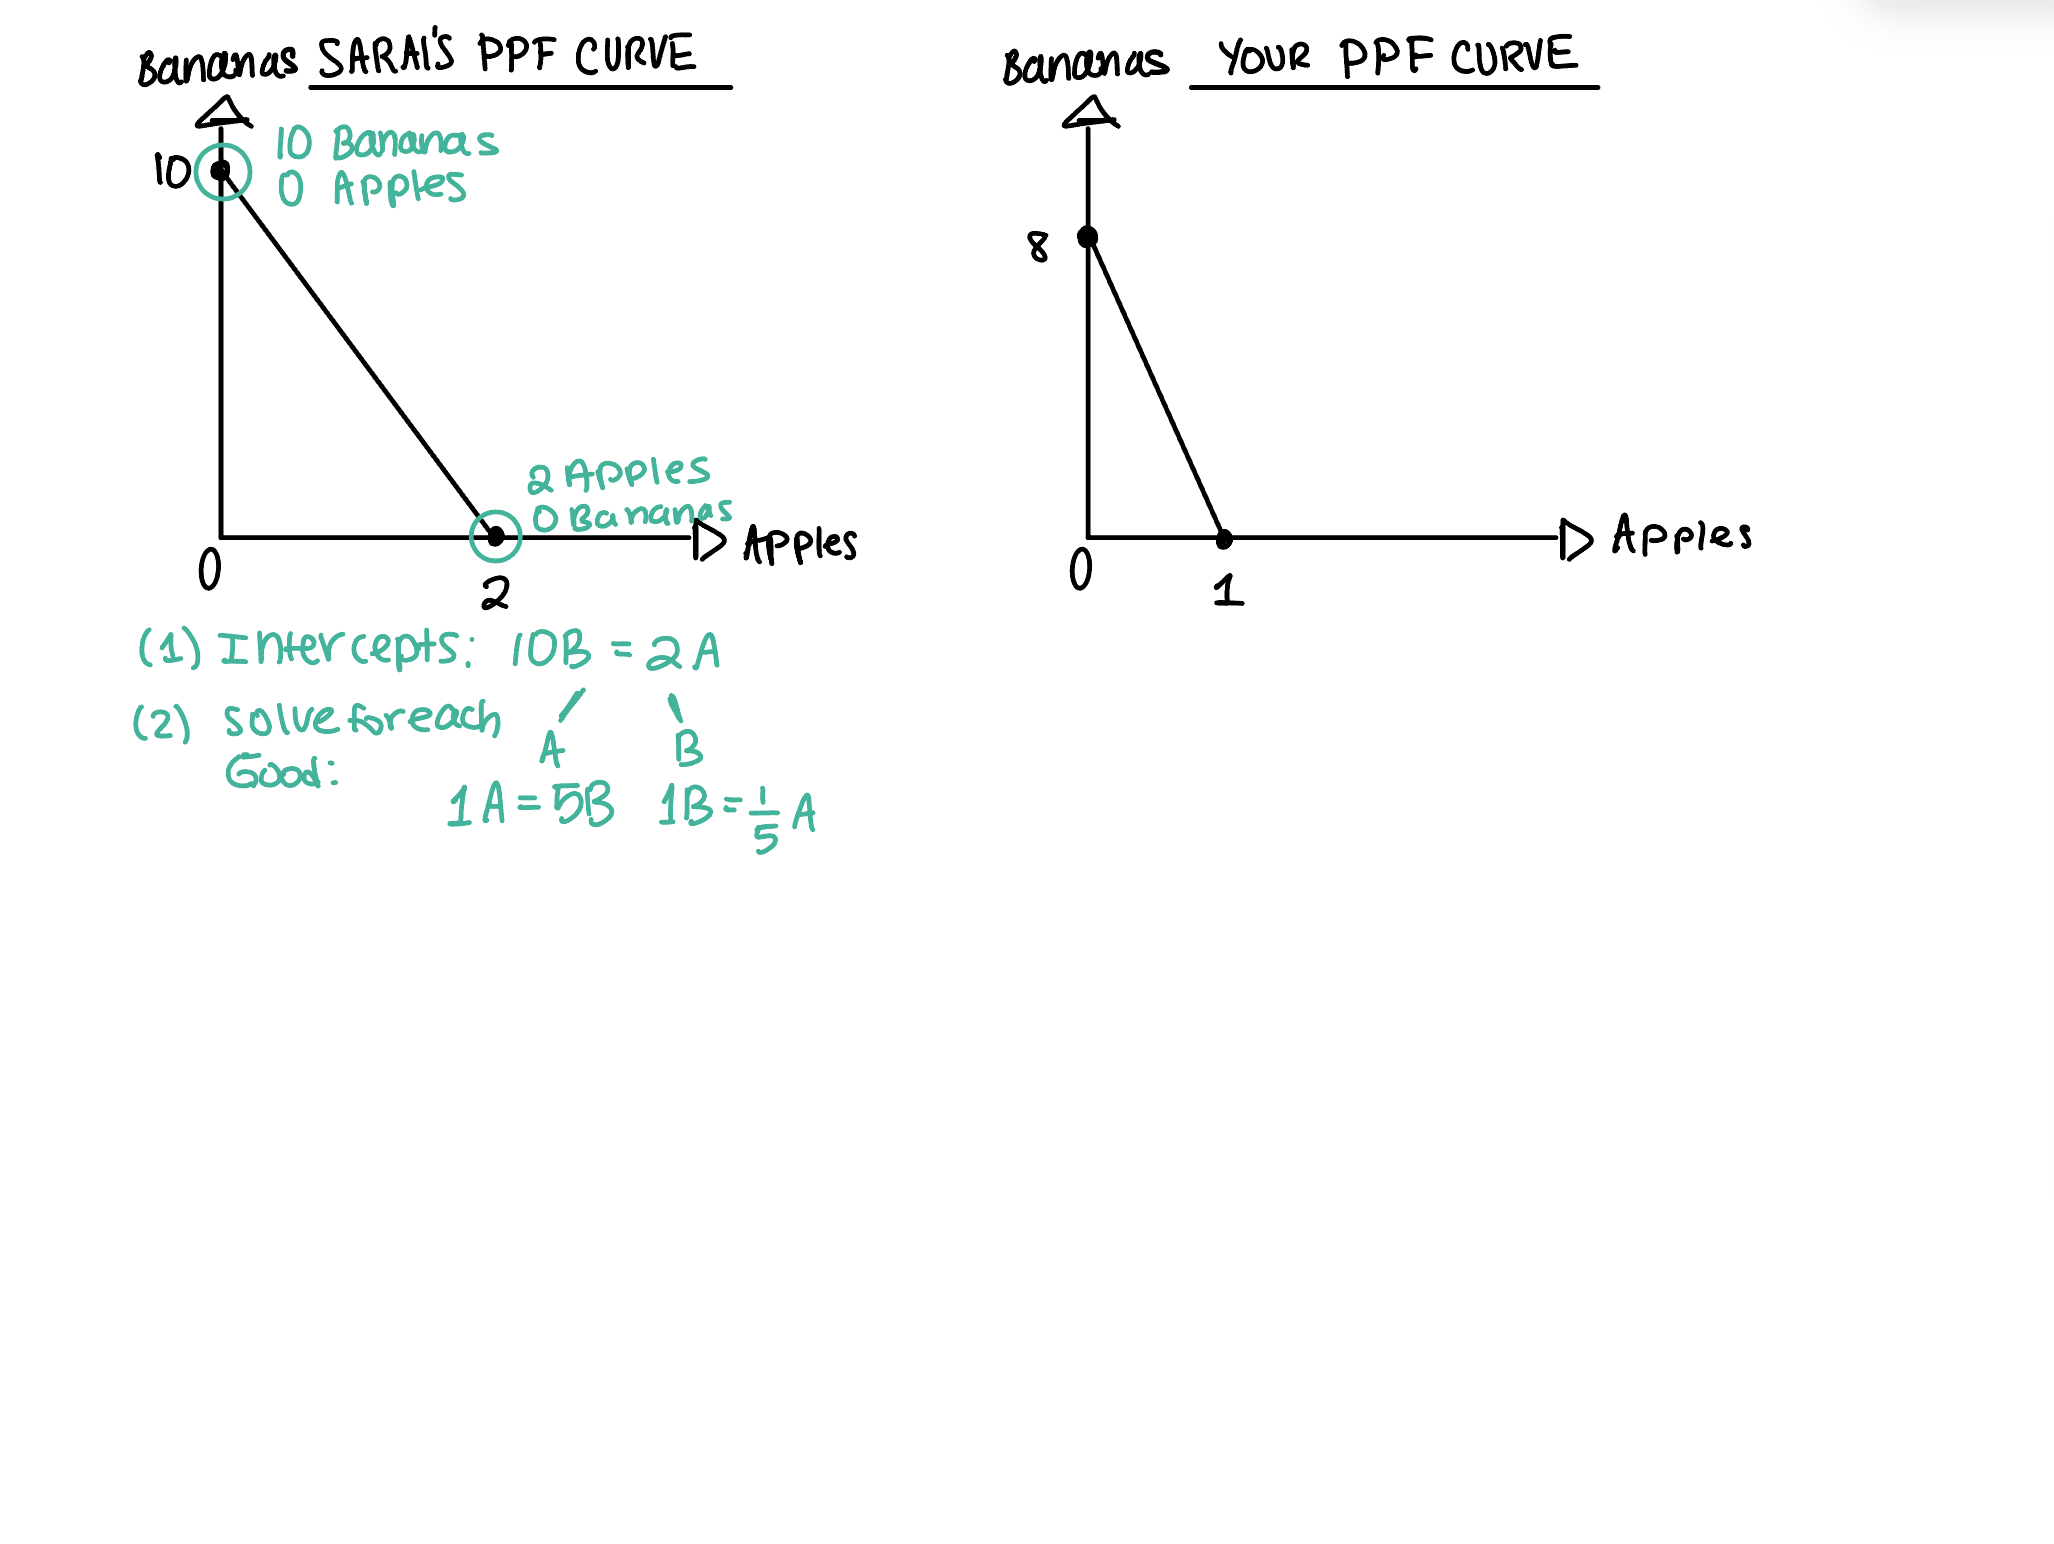 Bananas SARAI'S PPF CURVE
10
10 Bananas
0 Apples
2 Apples
0 Bananas
Apples
0
2
(1) Intercepts: 10B = 2A
(2) solve for each
Good:
A B
1A = 5B 1B = 1/5 A
Bananas YOUR PPF CURVE
8
Apples
0
1